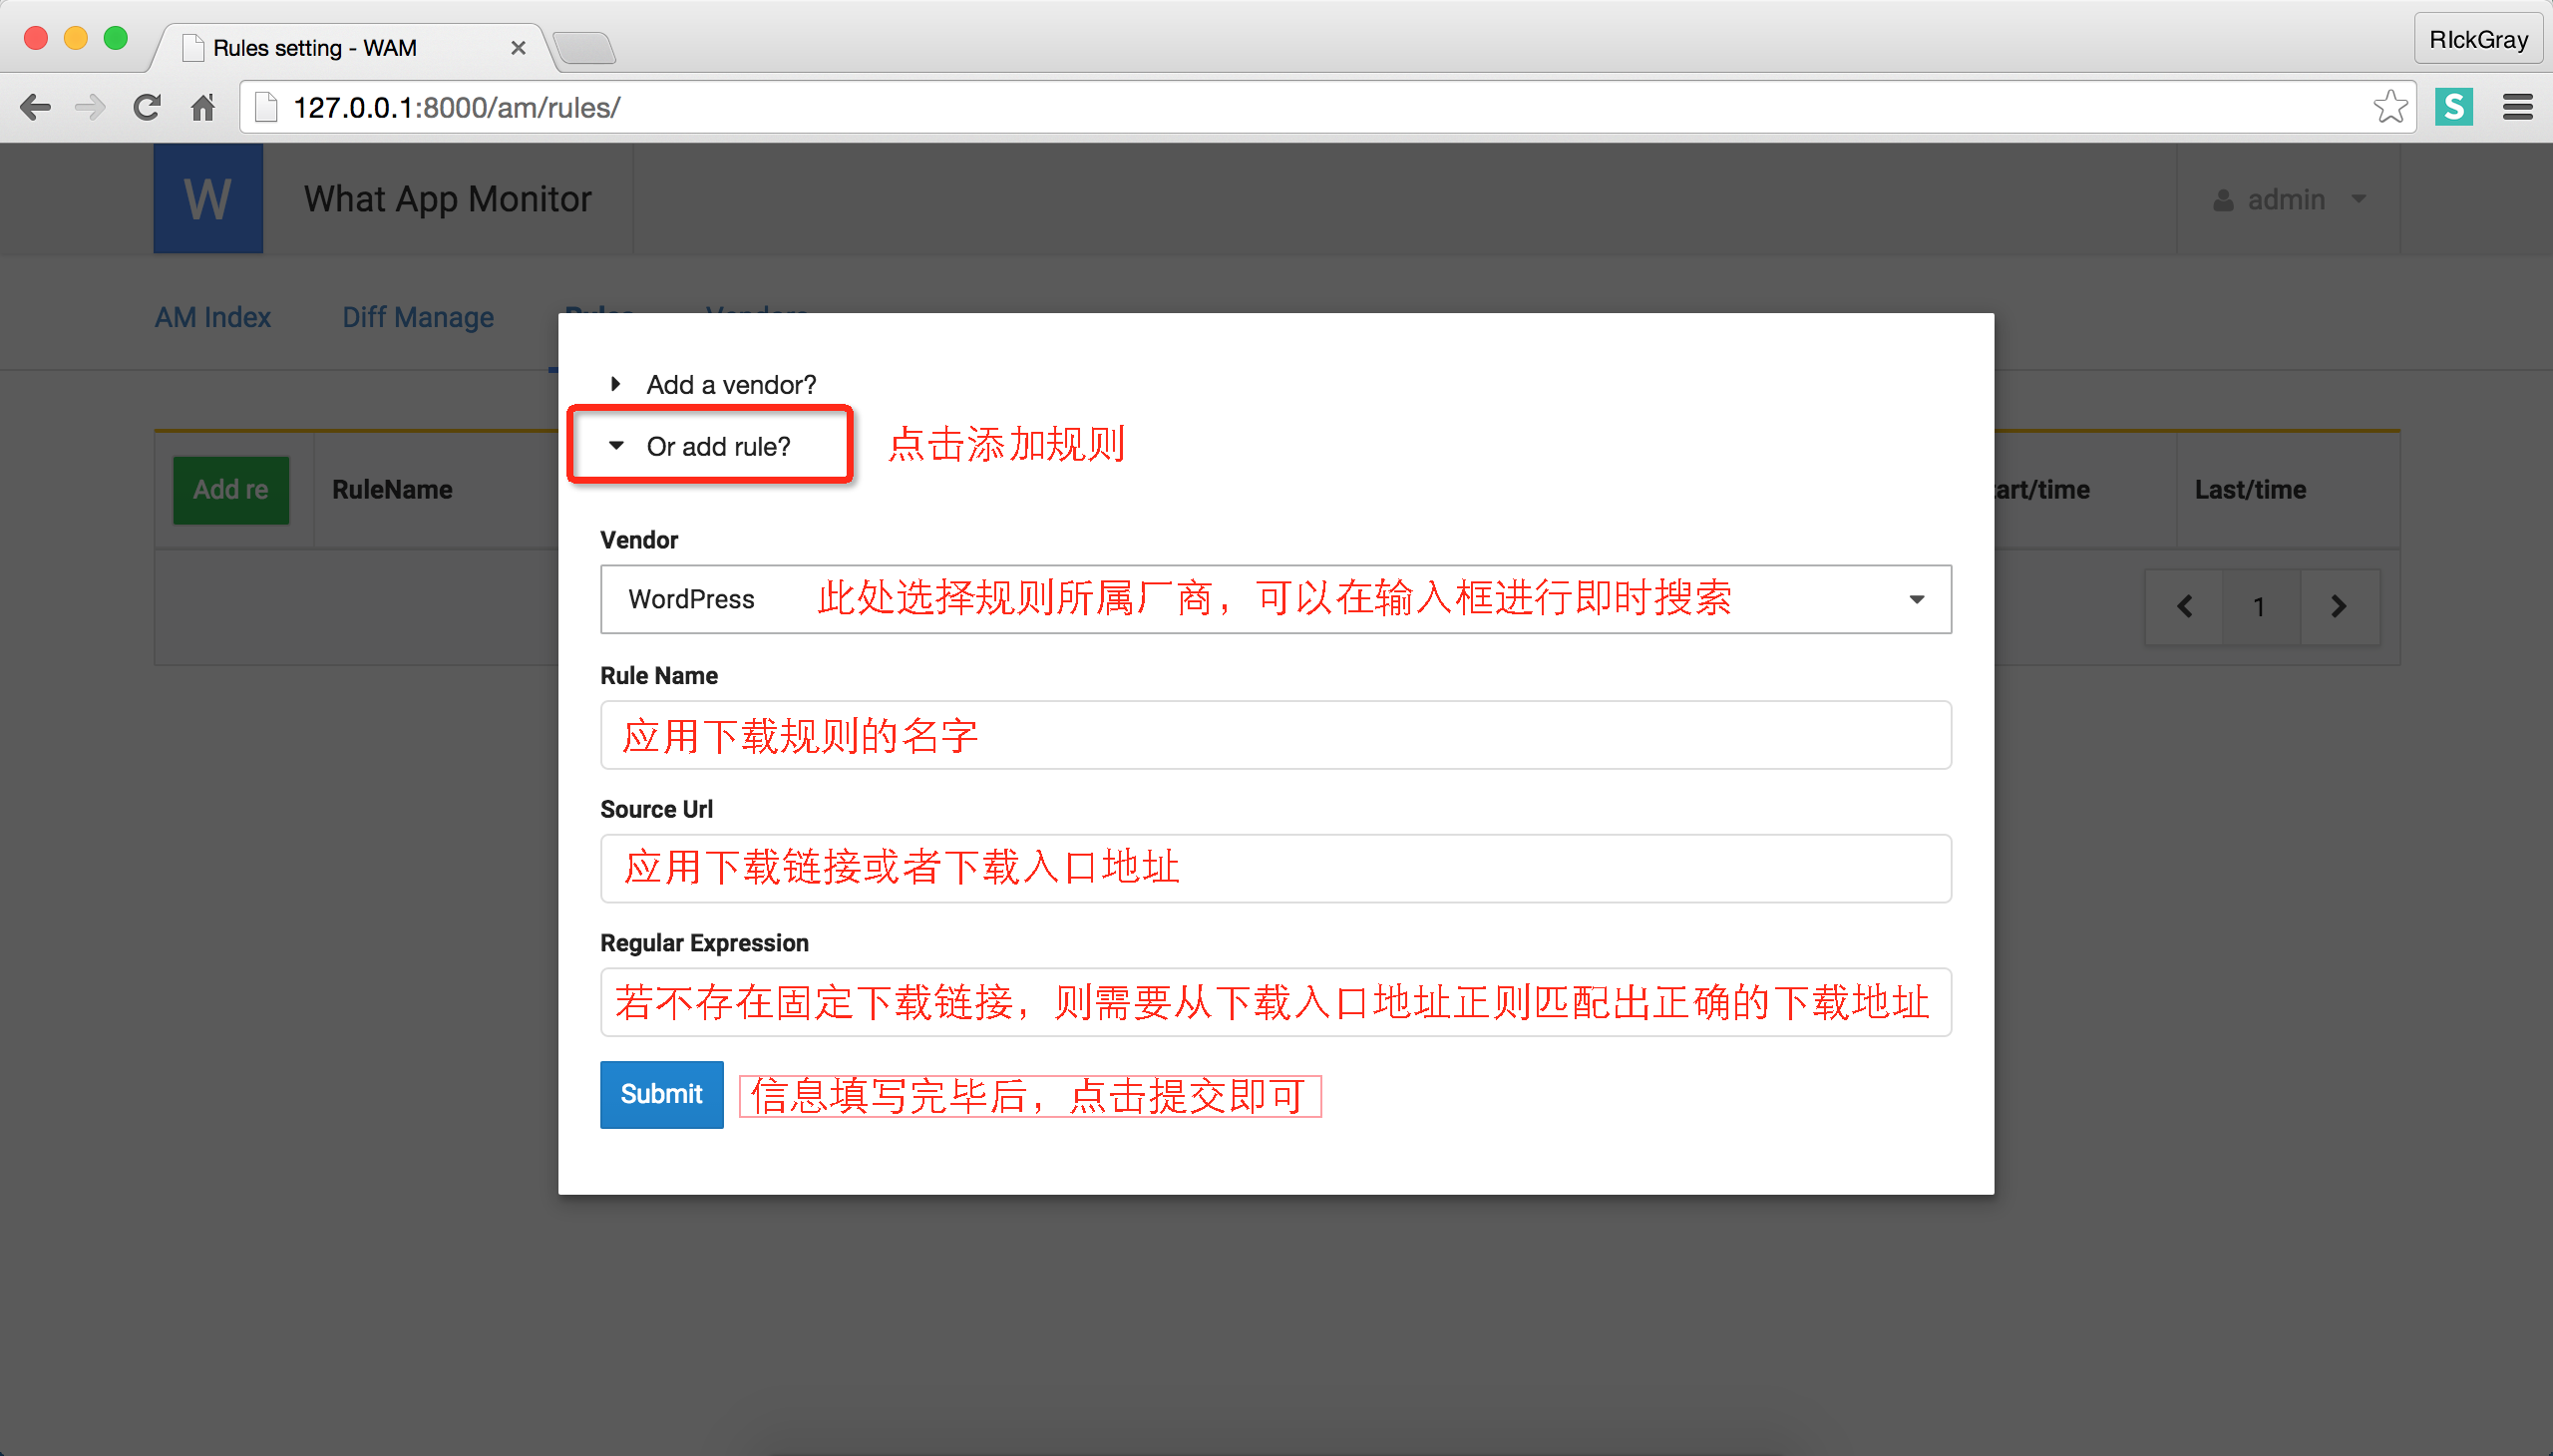 Rules setting - WAM
RIckGray
127.0.0.1:8000/am/rules/
S
W
What App Monitor
admin
AM Index
Diff Manage
Rules
Vendors
Add a vendor?
Or add rule?
点击添加规则
Add re
RuleName
tart/time
Last/time
Vendor
WordPress
此处选择规则所属厂商，可以在输入框进行即时搜索
1
Rule Name
应用下载规则的名字
Source Url
应用下载链接或者下载入口地址
Regular Expression
若不存在固定下载链接，则需要从下载入口地址正则匹配出正确的下载地址
Submit
信息填写完毕后，点击提交即可